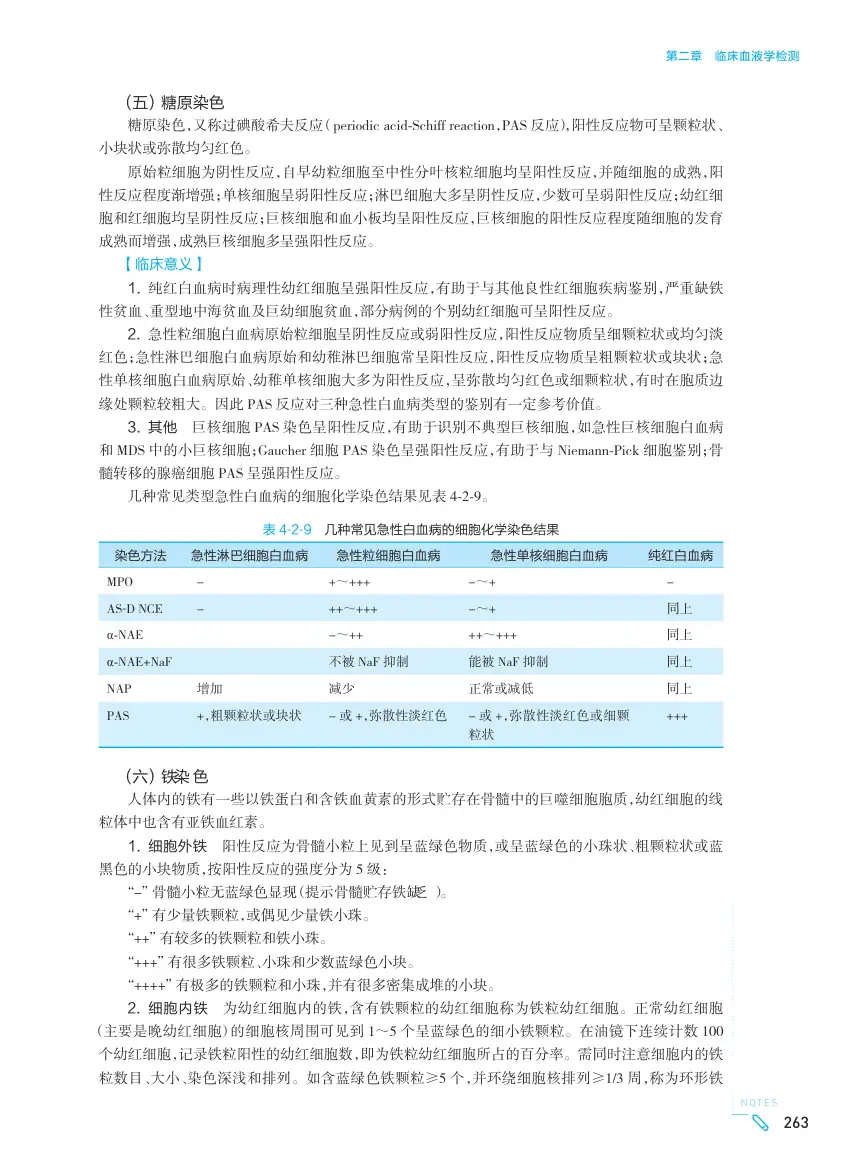 第二章 临床血液学检测
（五）糖原染色
糖原染色，又称过碘酸希夫反应（periodic acid-Schiff reaction，PAS 反应），阳性反应物可呈颗粒状、
小块状或弥散均匀红色。
原始粒细胞为阴性反应，自早幼粒细胞至中性分叶核粒细胞均呈阳性反应，并随细胞的成熟，阳
性反应程度渐增强；单核细胞呈弱阳性反应；淋巴细胞大多呈阴性反应，少数可呈弱阳性反应；幼红细
胞和红细胞均呈阴性反应；巨核细胞和血小板均呈阳性反应，巨核细胞的阳性反应程度随细胞的发育
成熟而增强，成熟巨核细胞多呈强阳性反应。
【临床意义】
1. 纯红白血病时病理性幼红细胞呈强阳性反应，有助于与其他良性红细胞疾病鉴别，严重缺铁
性贫血、重型地中海贫血及巨幼细胞贫血，部分病例的个别幼红细胞可呈阳性反应。
2. 急性粒细胞白血病原始粒细胞呈阴性反应或弱阳性反应，阳性反应物质呈细颗粒状或均匀淡
红色；急性淋巴细胞白血病原始和幼稚淋巴细胞常呈阳性反应，阳性反应物质呈粗颗粒状或块状；急
性单核细胞白血病原始、幼稚单核细胞大多为阳性反应，呈弥散均匀红色或细颗粒状，有时在胞质边
缘处颗粒较粗大。因此 PAS 反应对三种急性白血病类型的鉴别有一定参考价值。
3. 其他 巨核细胞 PAS 染色呈阳性反应，有助于识别不典型巨核细胞，如急性巨核细胞白血病
和 MDS 中的小巨核细胞；Gaucher 细胞 PAS 染色呈强阳性反应，有助于与 Niemann-Pick 细胞鉴别；骨
髓转移的腺癌细胞 PAS 呈强阳性反应。
几种常见类型急性白血病的细胞化学染色结果见表 4-2-9。
表 4-2-9 几种常见急性白血病的细胞化学染色结果
染色方法 急性淋巴细胞白血病 急性粒细胞白血病 急性单核细胞白血病 纯红白血病
MPO – +～+++ –～+ –
AS-D NCE – ++～+++ –～+ 同上
α-NAE –～++ ++～+++ 同上
α-NAE+NaF 不被 NaF 抑制 能被 NaF 抑制 同上
NAP 增加 减少 正常或减低 同上
PAS +，粗颗粒状或块状 – 或 +，弥散性淡红色 – 或 +，弥散性淡红色或细颗 +++
粒状
（六）铁染色
人体内的铁有一些以铁蛋白和含铁血黄素的形式贮存在骨髓中的巨噬细胞胞质，幼红细胞的线
粒体中也含有亚铁血红素。
1. 细胞外铁 阳性反应为骨髓小粒上见到呈蓝绿色物质，或呈蓝绿色的小珠状、粗颗粒状或蓝
黑色的小块物质，按阳性反应的强度分为 5 级：
“–”骨髓小粒无蓝绿色显现（提示骨髓贮存铁缺乏）。
“+”有少量铁颗粒，或偶见少量铁小珠。
“++”有较多的铁颗粒和铁小珠。
“+++”有很多铁颗粒、小珠和少数蓝绿色小块。
“++++”有极多的铁颗粒和小珠，并有很多密集成堆的小块。
2. 细胞内铁 为幼红细胞内的铁，含有铁颗粒的幼红细胞称为铁粒幼红细胞。正常幼红细胞
（主要是晚幼红细胞）的细胞核周围可见到 1～5 个呈蓝绿色的细小铁颗粒。在油镜下连续计数 100
个幼红细胞，记录铁粒阳性的幼红细胞数，即为铁粒幼红细胞所占的百分率。需同时注意细胞内的铁
粒数目、大小、染色深浅和排列。如含蓝绿色铁颗粒≥5 个，并环绕细胞核排列≥1/3 周，称为环形铁
NOTES
263